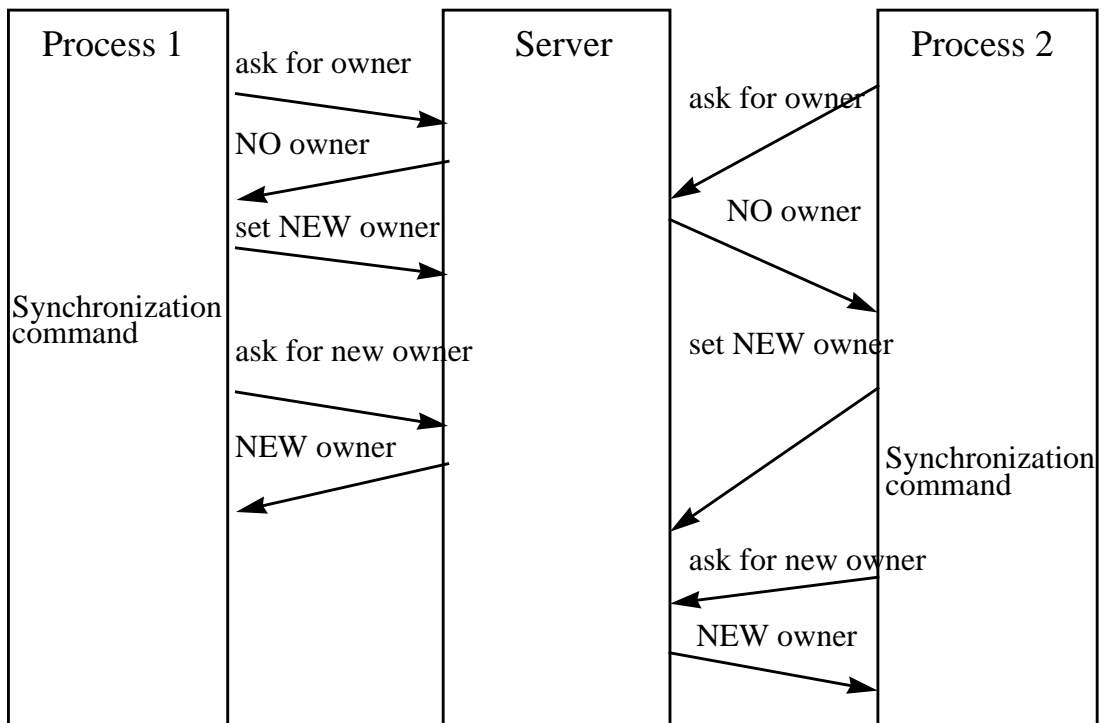 Process 1
Server
Process 2
ask for owner
ask for owner
NO owner
NO owner
set NEW owner
Synchronization
command
ask for new owner
set NEW owner
NEW owner
Synchronization
command
ask for new owner
NEW owner